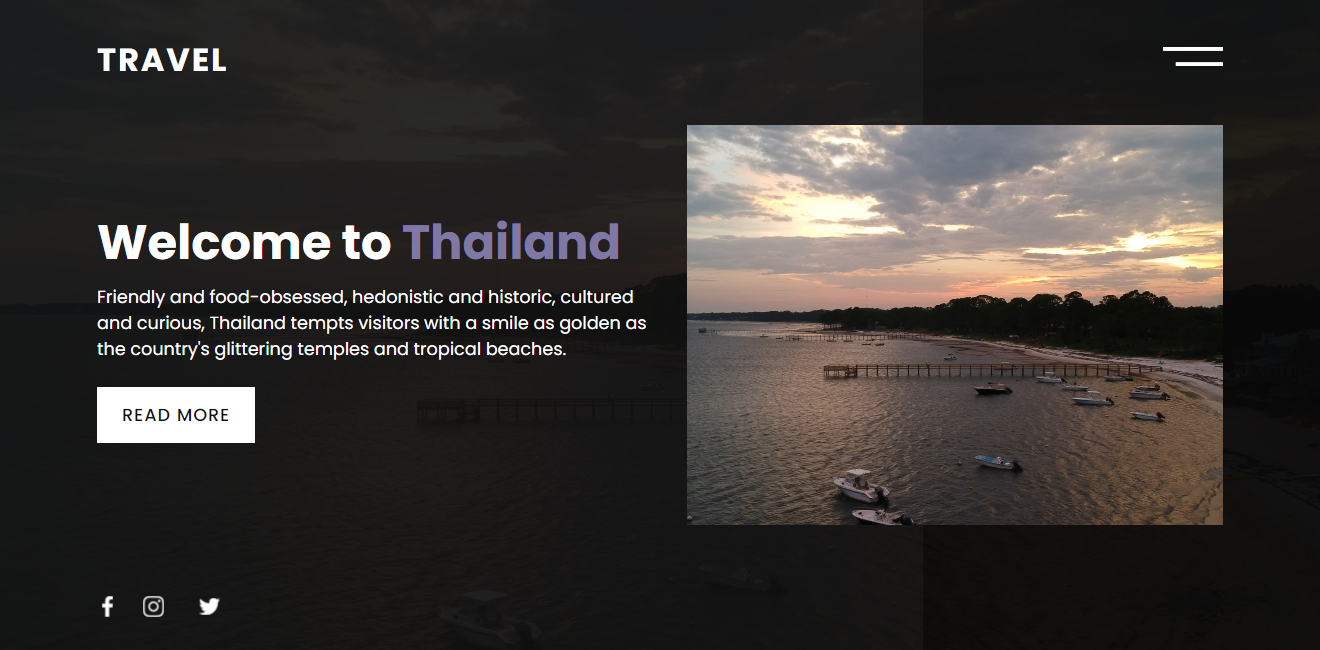 TRAVEL
Welcome to Thailand
Friendly and food-obsessed, hedonistic and historic, cultured
and curious, Thailand tempts visitors with a smile as golden as
the country's glittering temples and tropical beaches.
READ MORE